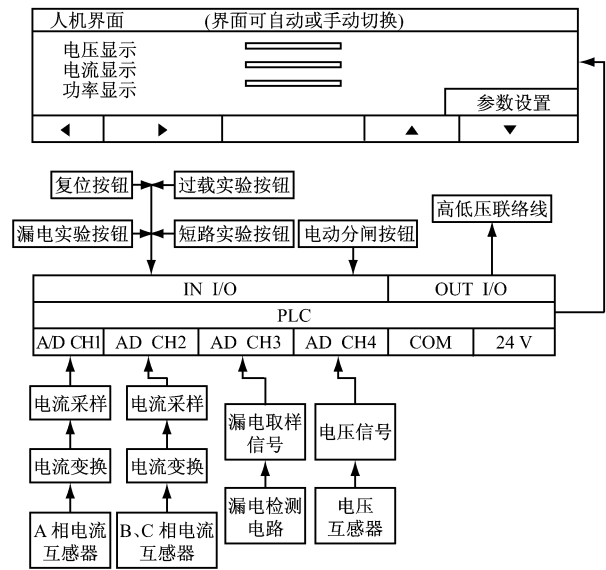 人机界面 (界面可自动或手动切换)
电压显示
电流显示
功率显示
参数设置
复位按钮 过载实验按钮
漏电实验按钮 短路实验按钮 电动分闸按钮 高低压联络线
IN I/O OUT I/O
PLC
A/D CH1 AD CH2 AD CH3 AD CH4 COM 24 V
电流采样 电流采样 漏电取样 电压信号
信号
电流变换 电流变换 漏电检测 电压
电路 互感器
A 相电流 B、C 相电流
互感器 互感器